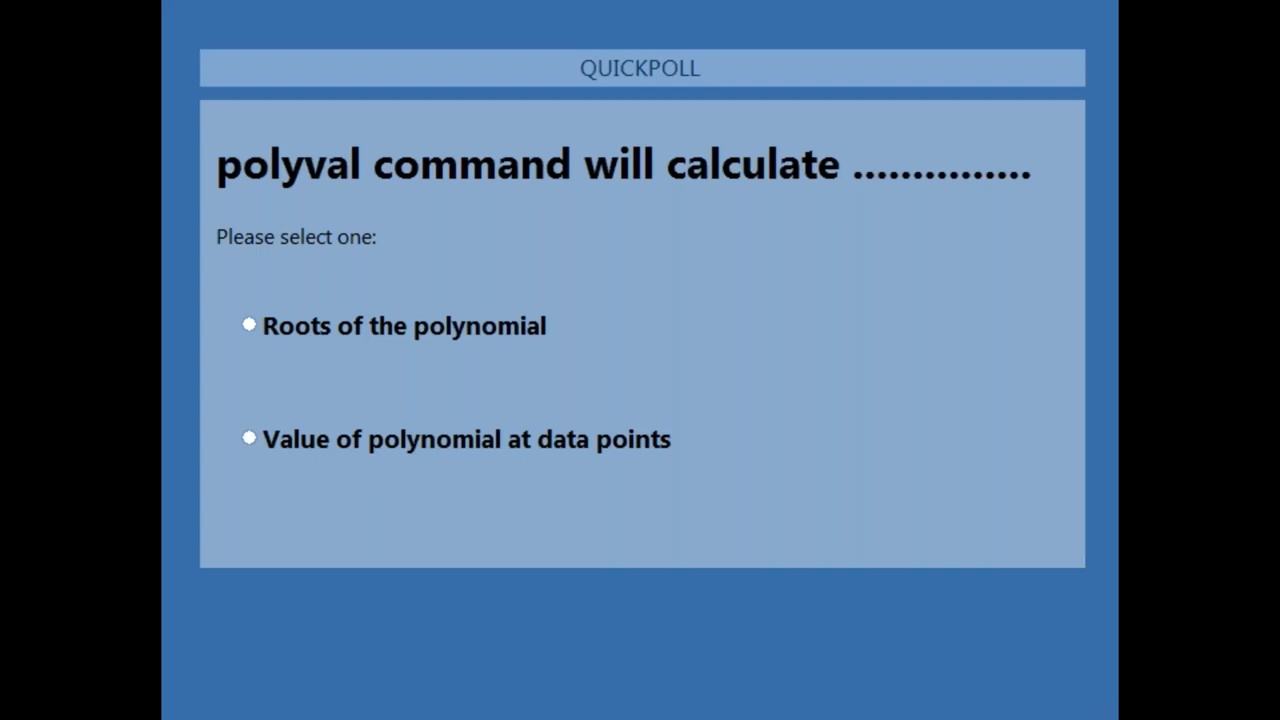 QUICKPOLL
polyval command will calculate ...............
Please select one:
Roots of the polynomial
Value of polynomial at data points